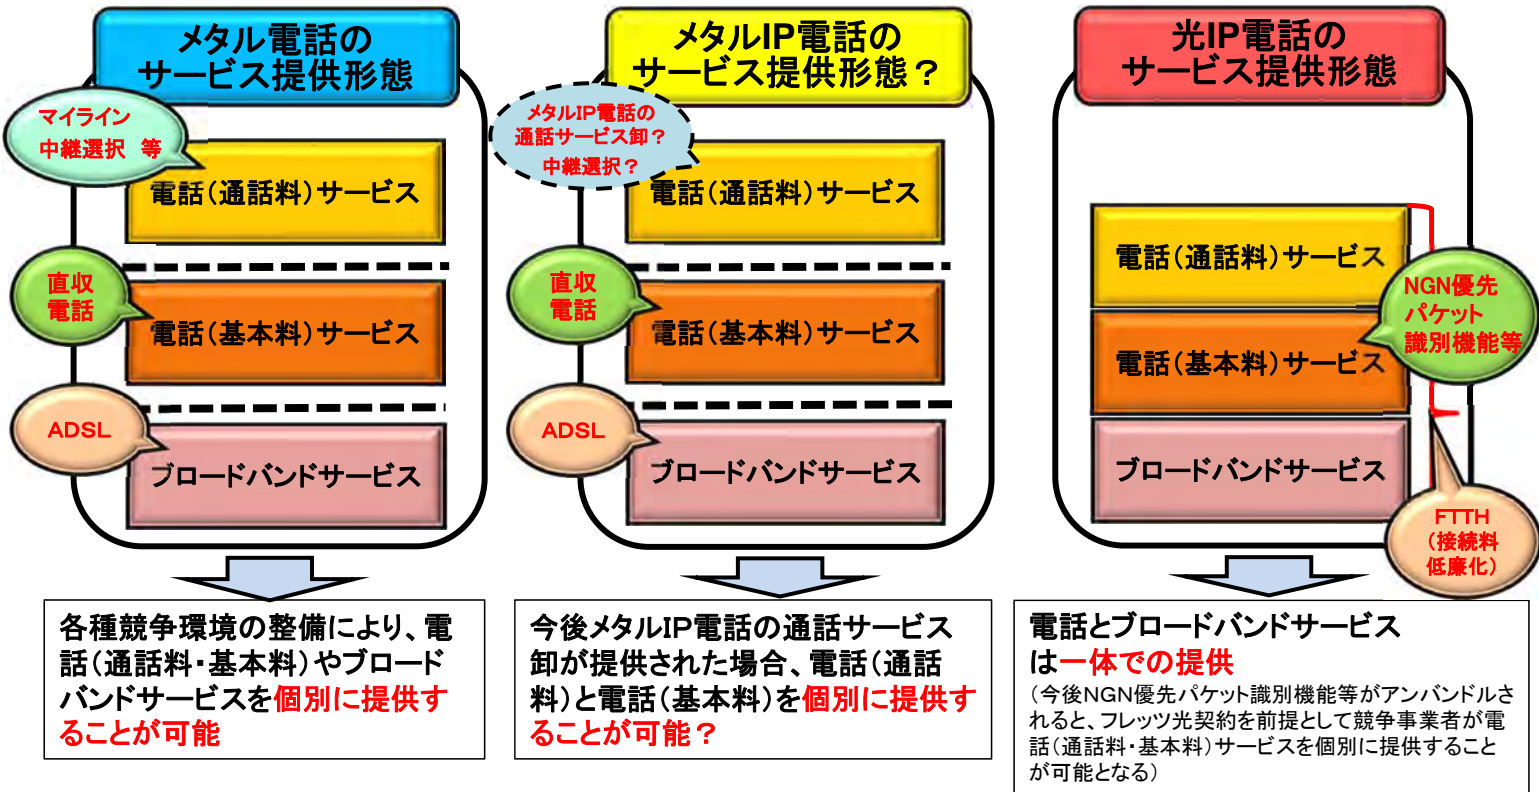 メタル電話の
サービス提供形態
マイライン
中継選択　等
電話（通話料）サービス
直収
電話
電話（基本料）サービス
ADSL
ブロードバンドサービス
各種競争環境の整備により、電
話（通話料・基本料）やブロード
バンドサービスを個別に提供す
ることが可能
メタルIP電話の
サービス提供形態？
メタルIP電話の
通話サービス卸？
中継選択？
電話（通話料）サービス
直収
電話
電話（基本料）サービス
ADSL
ブロードバンドサービス
今後メタルIP電話の通話サービス
卸が提供された場合、電話（通話
料）と電話（基本料）を個別に提供す
ることが可能？
光IP電話の
サービス提供形態
電話（通話料）サービス
NGN優先
パケット
識別機能等
電話（基本料）サービス
ブロードバンドサービス
FTTH
（接続料
低廉化）
電話とブロードバンドサービス
は一体での提供
（今後NGN優先パケット識別機能等がアンバンドルさ
れると、フレッツ光契約を前提として競争事業者が電
話（通話料・基本料）サービスを個別に提供すること
が可能となる）